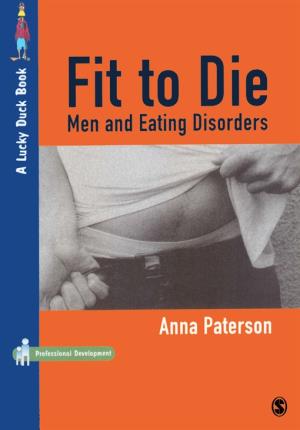 A Lucky Duck Book
Fit to Die
Men and Eating Disorders
Anna Paterson
Professional Development
S